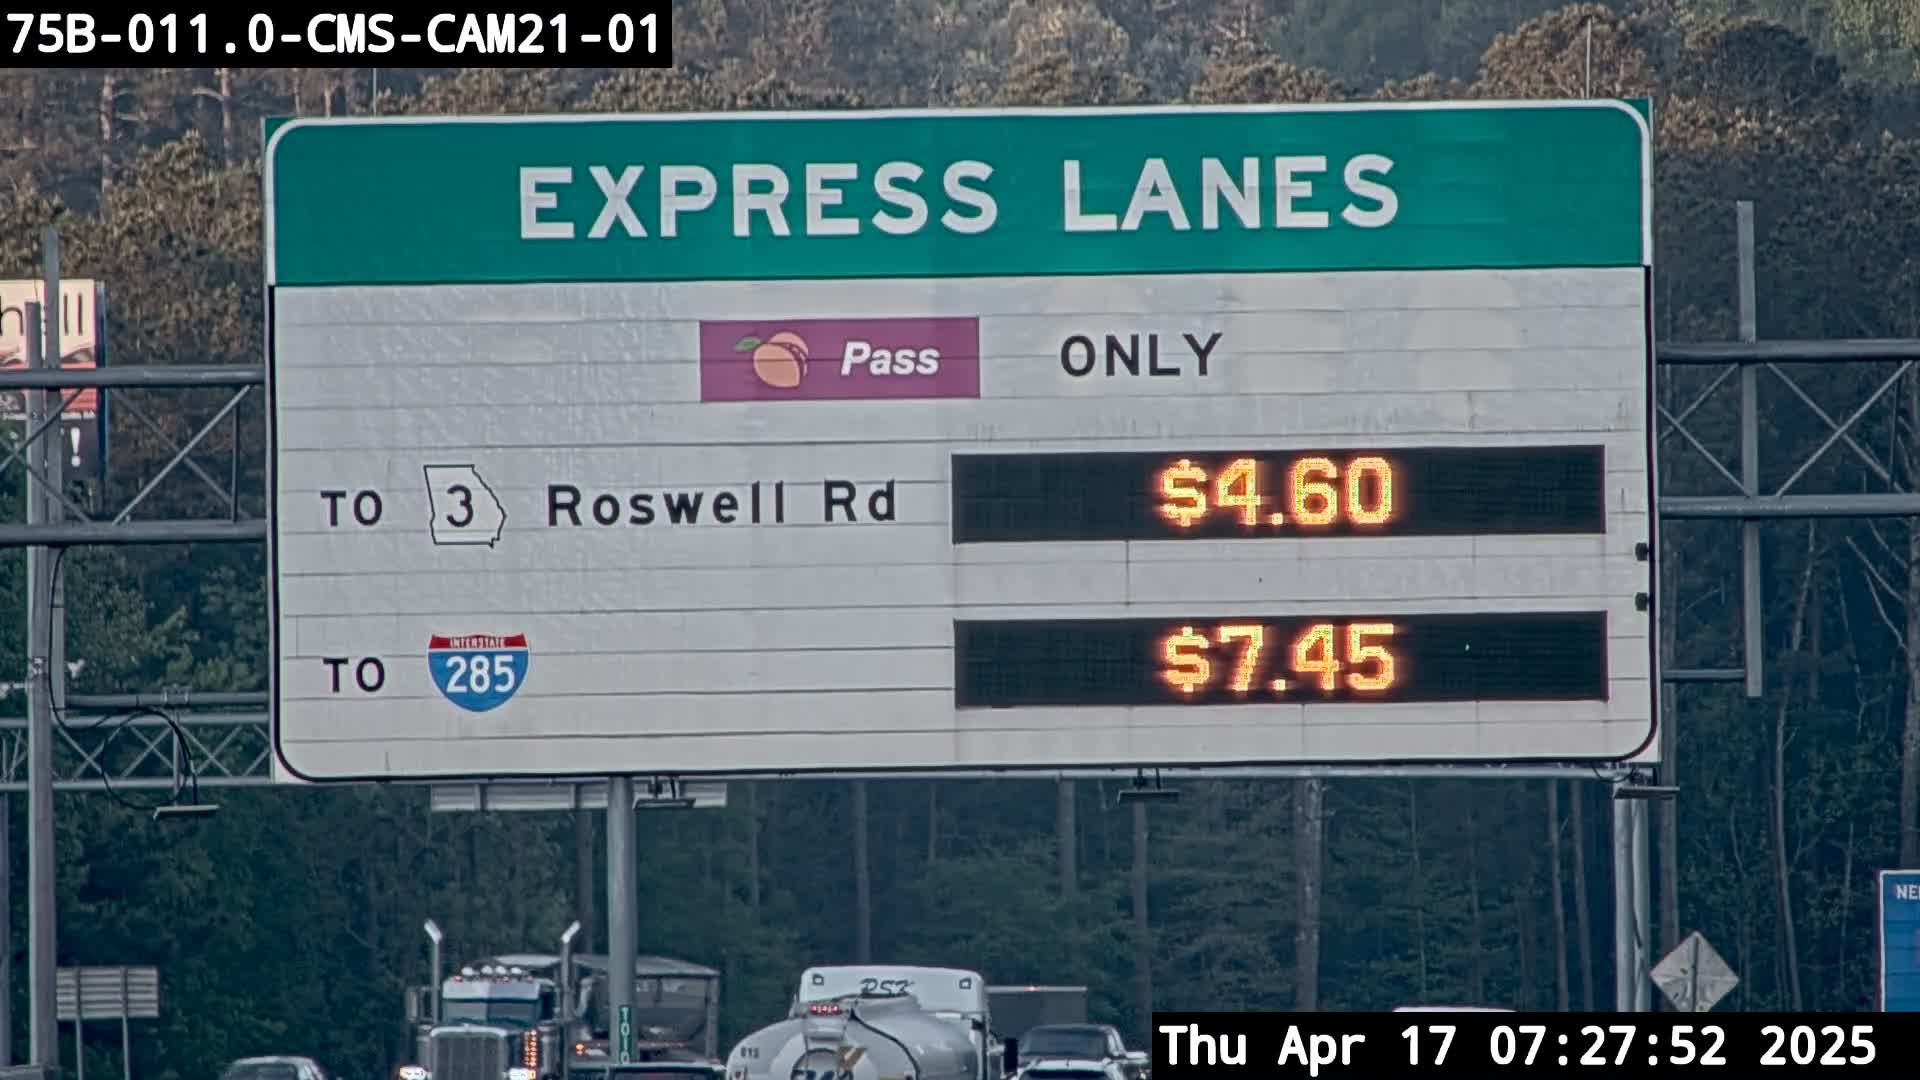 75B-011.0-CMS-CAM21-01
EXPRESS LANES
Pass ONLY
TO 3 Roswell Rd $4.60
TO INTERSTATE 285 $7.45
PSK
Thu Apr 17 07:27:52 2025